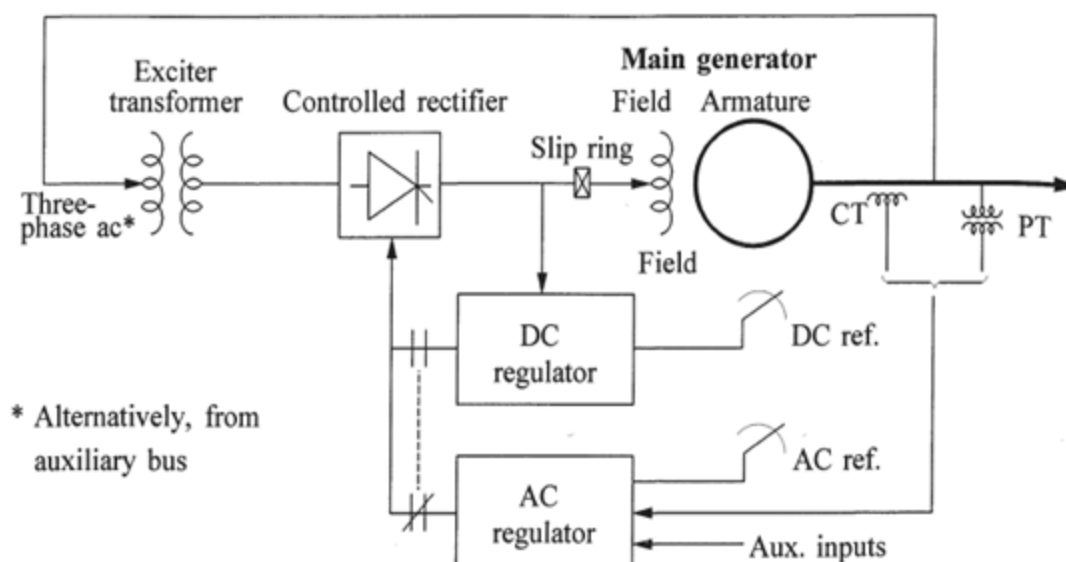 Main generator
Exciter
transformer
Controlled rectifier
Field
Armature
Slip ring
Three-
phase ac*
CT
PT
Field
DC
regulator
DC ref.
* Alternatively, from
auxiliary bus
AC
regulator
AC ref.
Aux. inputs